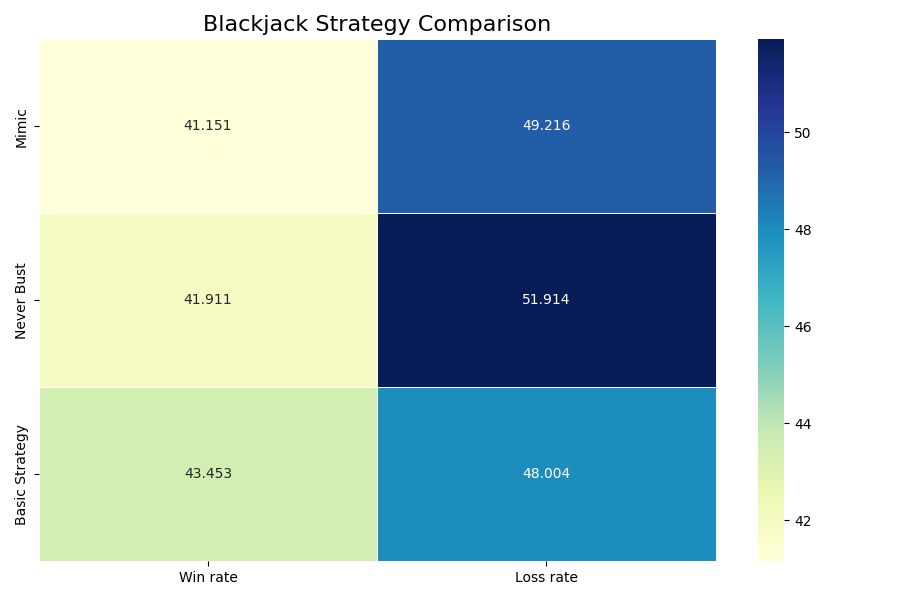 Blackjack Strategy Comparison
Mimic
41.151
49.216
Never Bust
41.911
51.914
Basic Strategy
43.453
48.004
Win rate
Loss rate
50
48
46
44
42